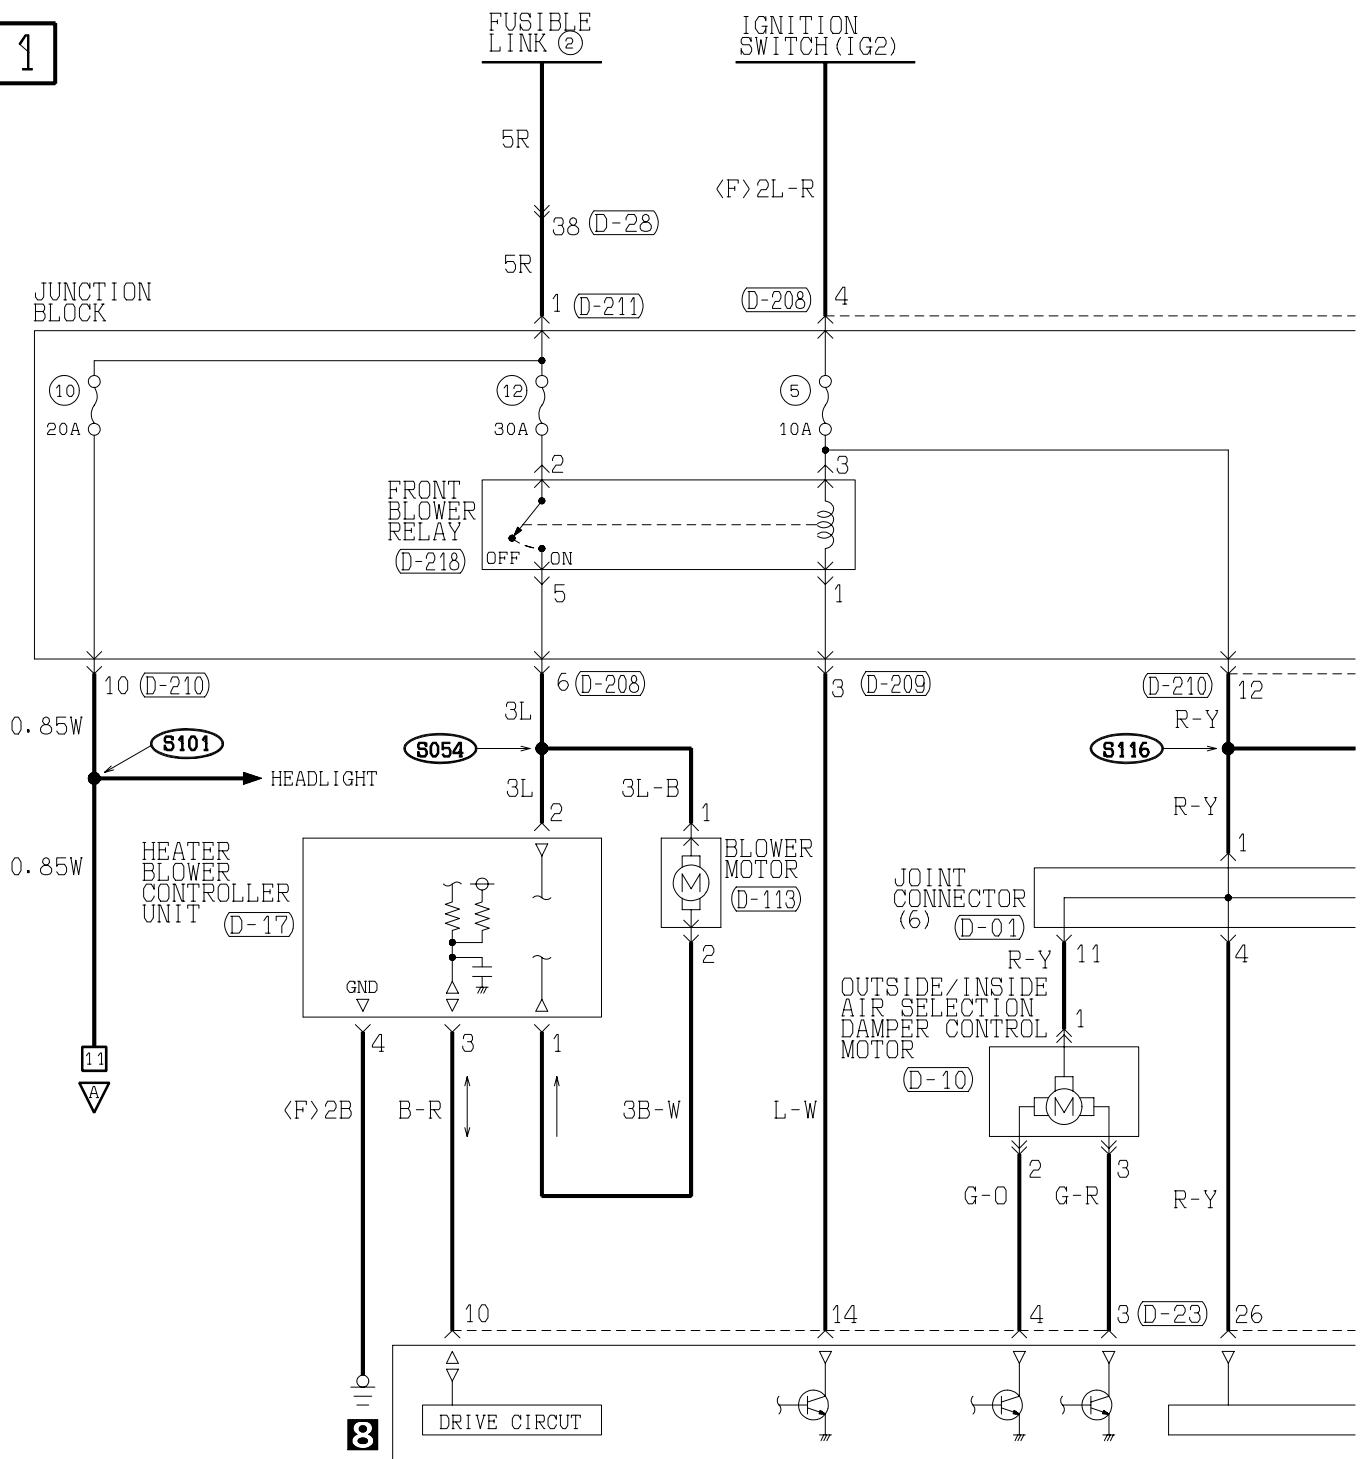 1
FUSIBLE
LINK ②
IGNITION
SWITCH(IG2)
5R
<F>2L-R
38 (D-28)
5R
JUNCTION
BLOCK
1 (D-211)
(D-208) 4
10
20A
12
30A
5
10A
2
3
FRONT
BLOWER
RELAY
(D-218)
OFF
ON
5
1
10 (D-210)
6 (D-208)
3 (D-209)
(D-210) 12
0.85W
3L
R-Y
S101
S054
S116
HEADLIGHT
3L
3L-B
R-Y
2
1
1
0.85W
HEATER
BLOWER
CONTROLLER
UNIT (D-17)
M
BLOWER
MOTOR
(D-113)
JOINT
CONNECTOR
(6) (D-01)
2
R-Y 11
4
GND
OUTSIDE/INSIDE
AIR SELECTION
DAMPER CONTROL
MOTOR
(D-10)
1
M
4
3
1
11
A
<F>2B
B-R
3B-W
L-W
2
3
G-O
G-R
R-Y
10
14
4
3 (D-23)
26
8
DRIVE CIRCUT